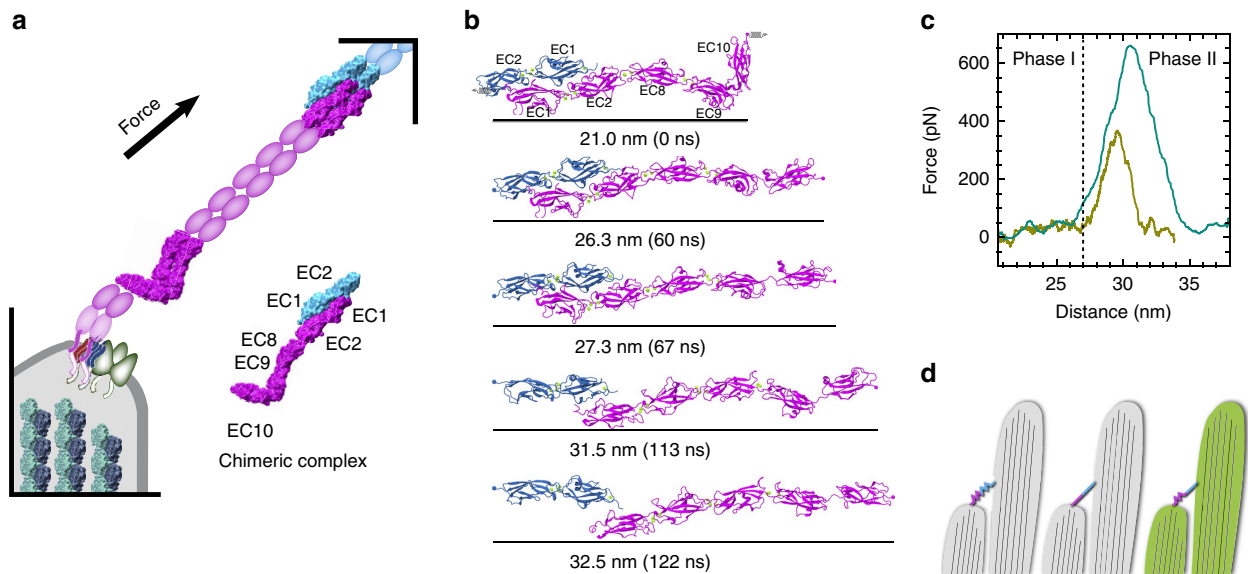 a
Force
EC2
EC1
EC1
EC2
EC8
EC9
EC10
Chimeric complex
b
EC1
EC2
EC10
EC1
EC2
EC8
EC9
21.0 nm (0 ns)
26.3 nm (60 ns)
27.3 nm (67 ns)
31.5 nm (113 ns)
32.5 nm (122 ns)
c
Phase I
Phase II
600
400
200
0
Force (pN)
25
30
35
Distance (nm)
d